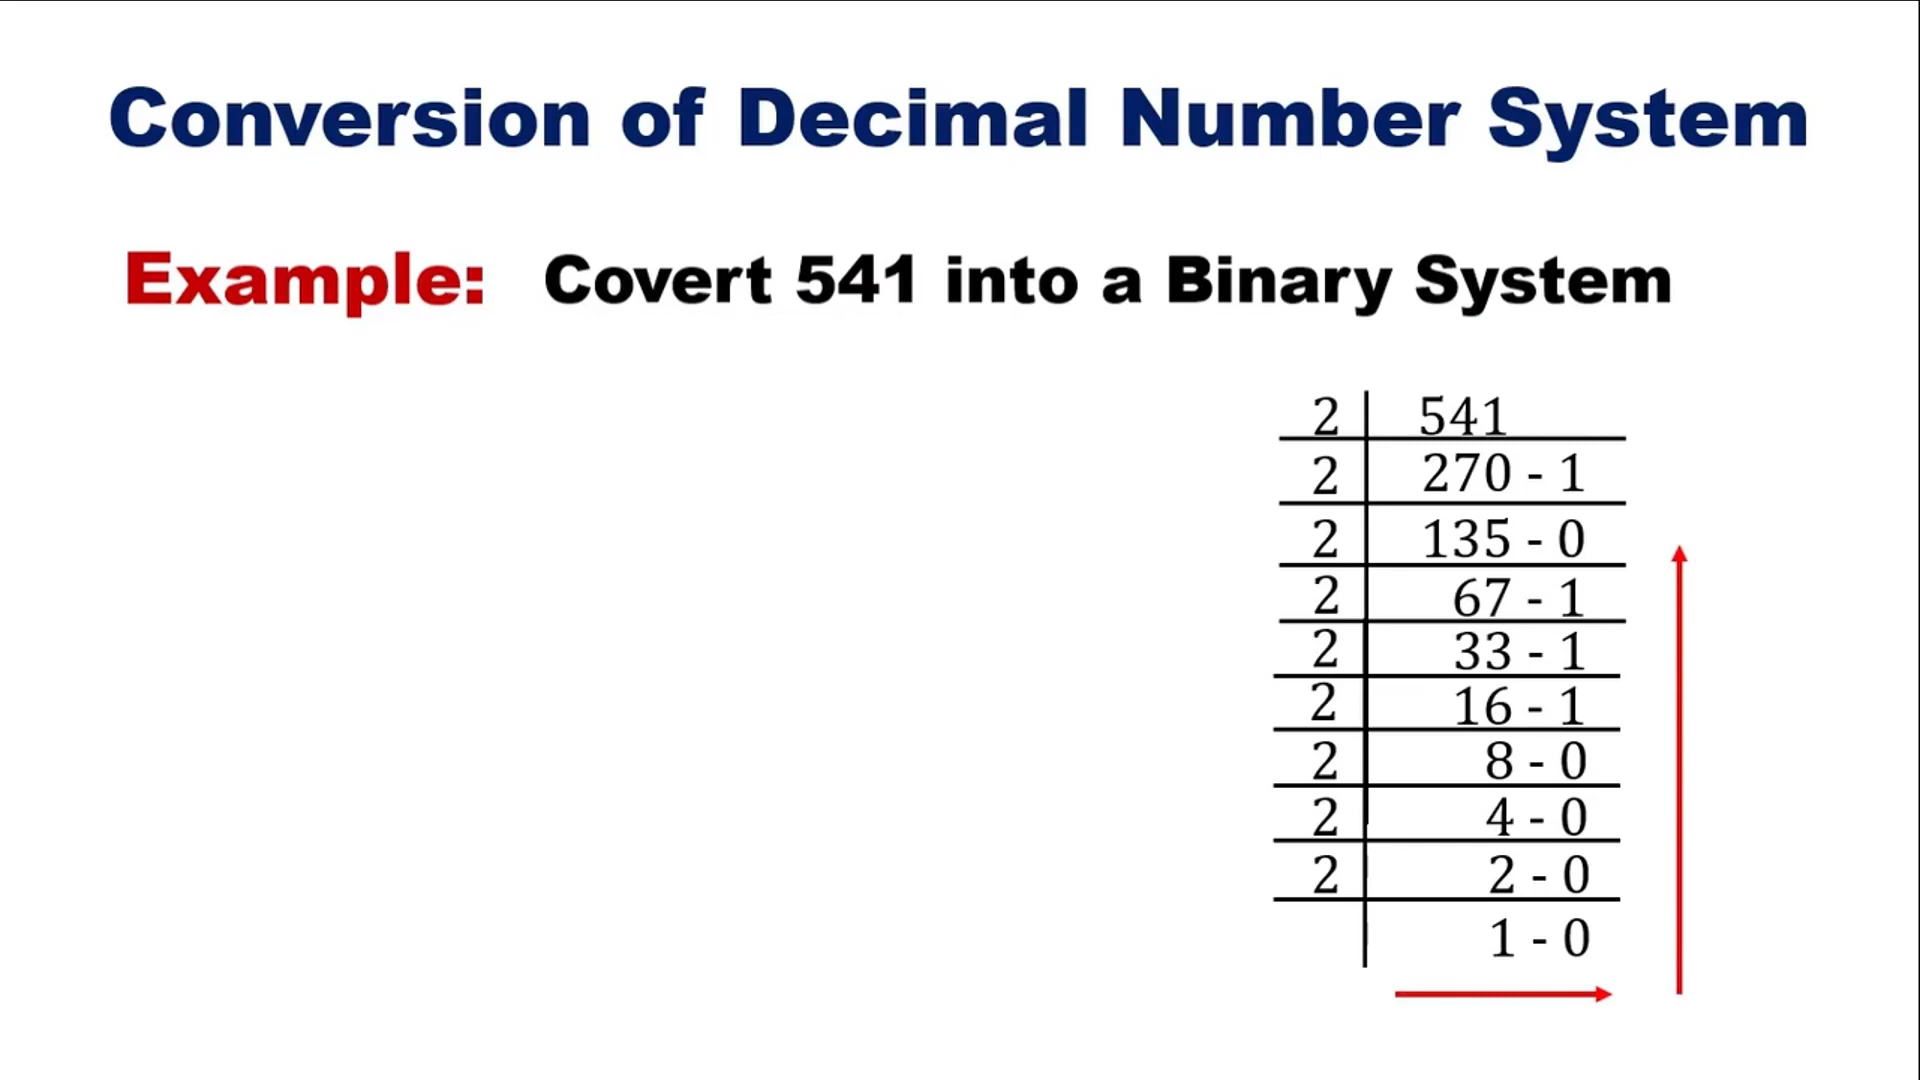 Conversion of Decimal Number System
Example: Covert 541 into a Binary System
2 541
2 270 - 1
2 135 - 0
2 67 - 1
2 33 - 1
2 16 - 1
2 8 - 0
2 4 - 0
2 2 - 0
1 - 0